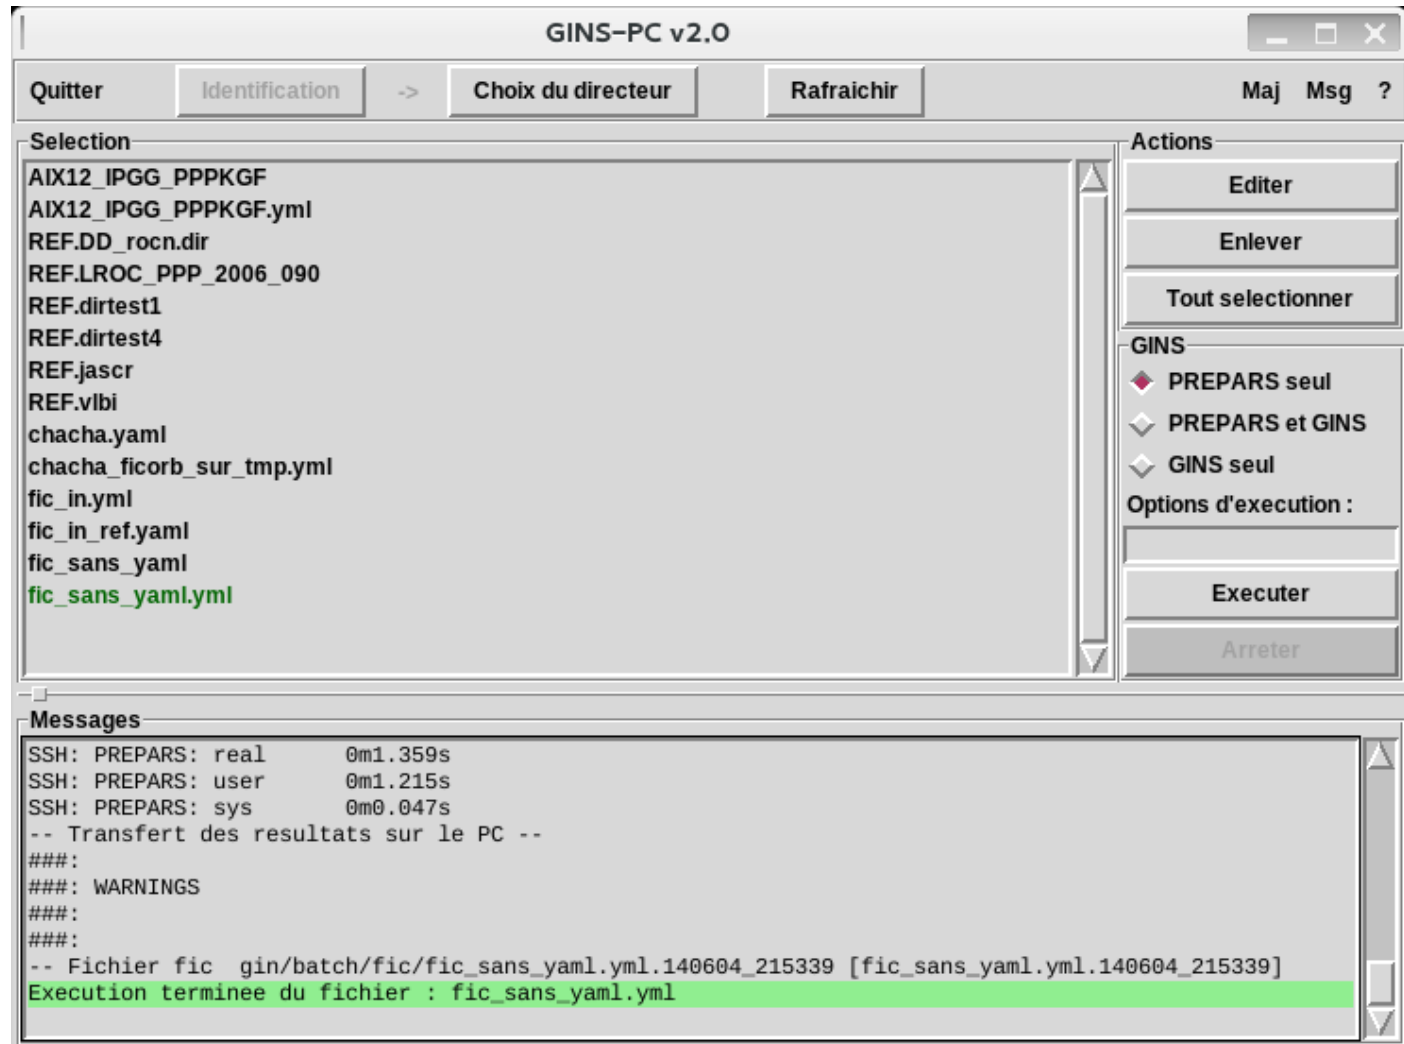 GINS-PC v2.0
Quitter Identification -> Choix du directeur Rafraichir Maj Msg ?
Selection
AIX12_IPGG_PPPKGF
AIX12_IPGG_PPPKGF.yml
REF.DD_rocn.dir
REF.LROC_PPP_2006_090
REF.dirtest1
REF.dirtest4
REF.jascr
REF.vlbi
chacha.yaml
chacha_ficorb_sur_tmp.yml
fic_in.yml
fic_in_ref.yaml
fic_sans_yaml
fic_sans_yaml.yml
Actions
Editer
Enlever
Tout selectionner
GINS
PREPARS seul
PREPARS et GINS
GINS seul
Options d'execution :
Executer
Arreter
Messages
SSH: PREPARS: real 0m1.359s
SSH: PREPARS: user 0m1.215s
SSH: PREPARS: sys 0m0.047s
-- Transfert des resultats sur le PC --
###:
###: WARNINGS
###:
###:
-- Fichier fic gin/batch/fic/fic_sans_yaml.yml.140604_215339 [fic_sans_yaml.yml.140604_215339]
Execution terminee du fichier : fic_sans_yaml.yml